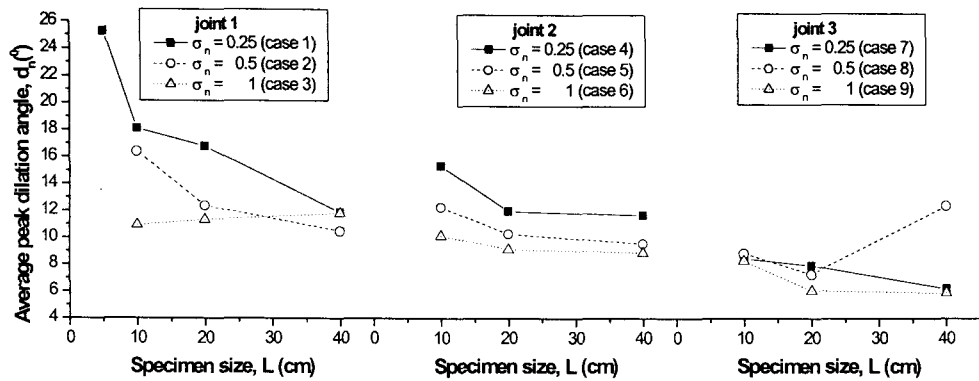 Average peak dilation angle, dₙ(⁰)
26
24
22
20
18
16
14
12
10
8
6
4
joint 1
σₙ = 0.25 (case 1)
σₙ = 0.5 (case 2)
σₙ = 1 (case 3)
joint 2
σₙ = 0.25 (case 4)
σₙ = 0.5 (case 5)
σₙ = 1 (case 6)
joint 3
σₙ = 0.25 (case 7)
σₙ = 0.5 (case 8)
σₙ = 1 (case 9)
0 10 20 30 40 0 10 20 30 40 0 10 20 30 40
Specimen size, L (cm) Specimen size, L (cm) Specimen size, L (cm)